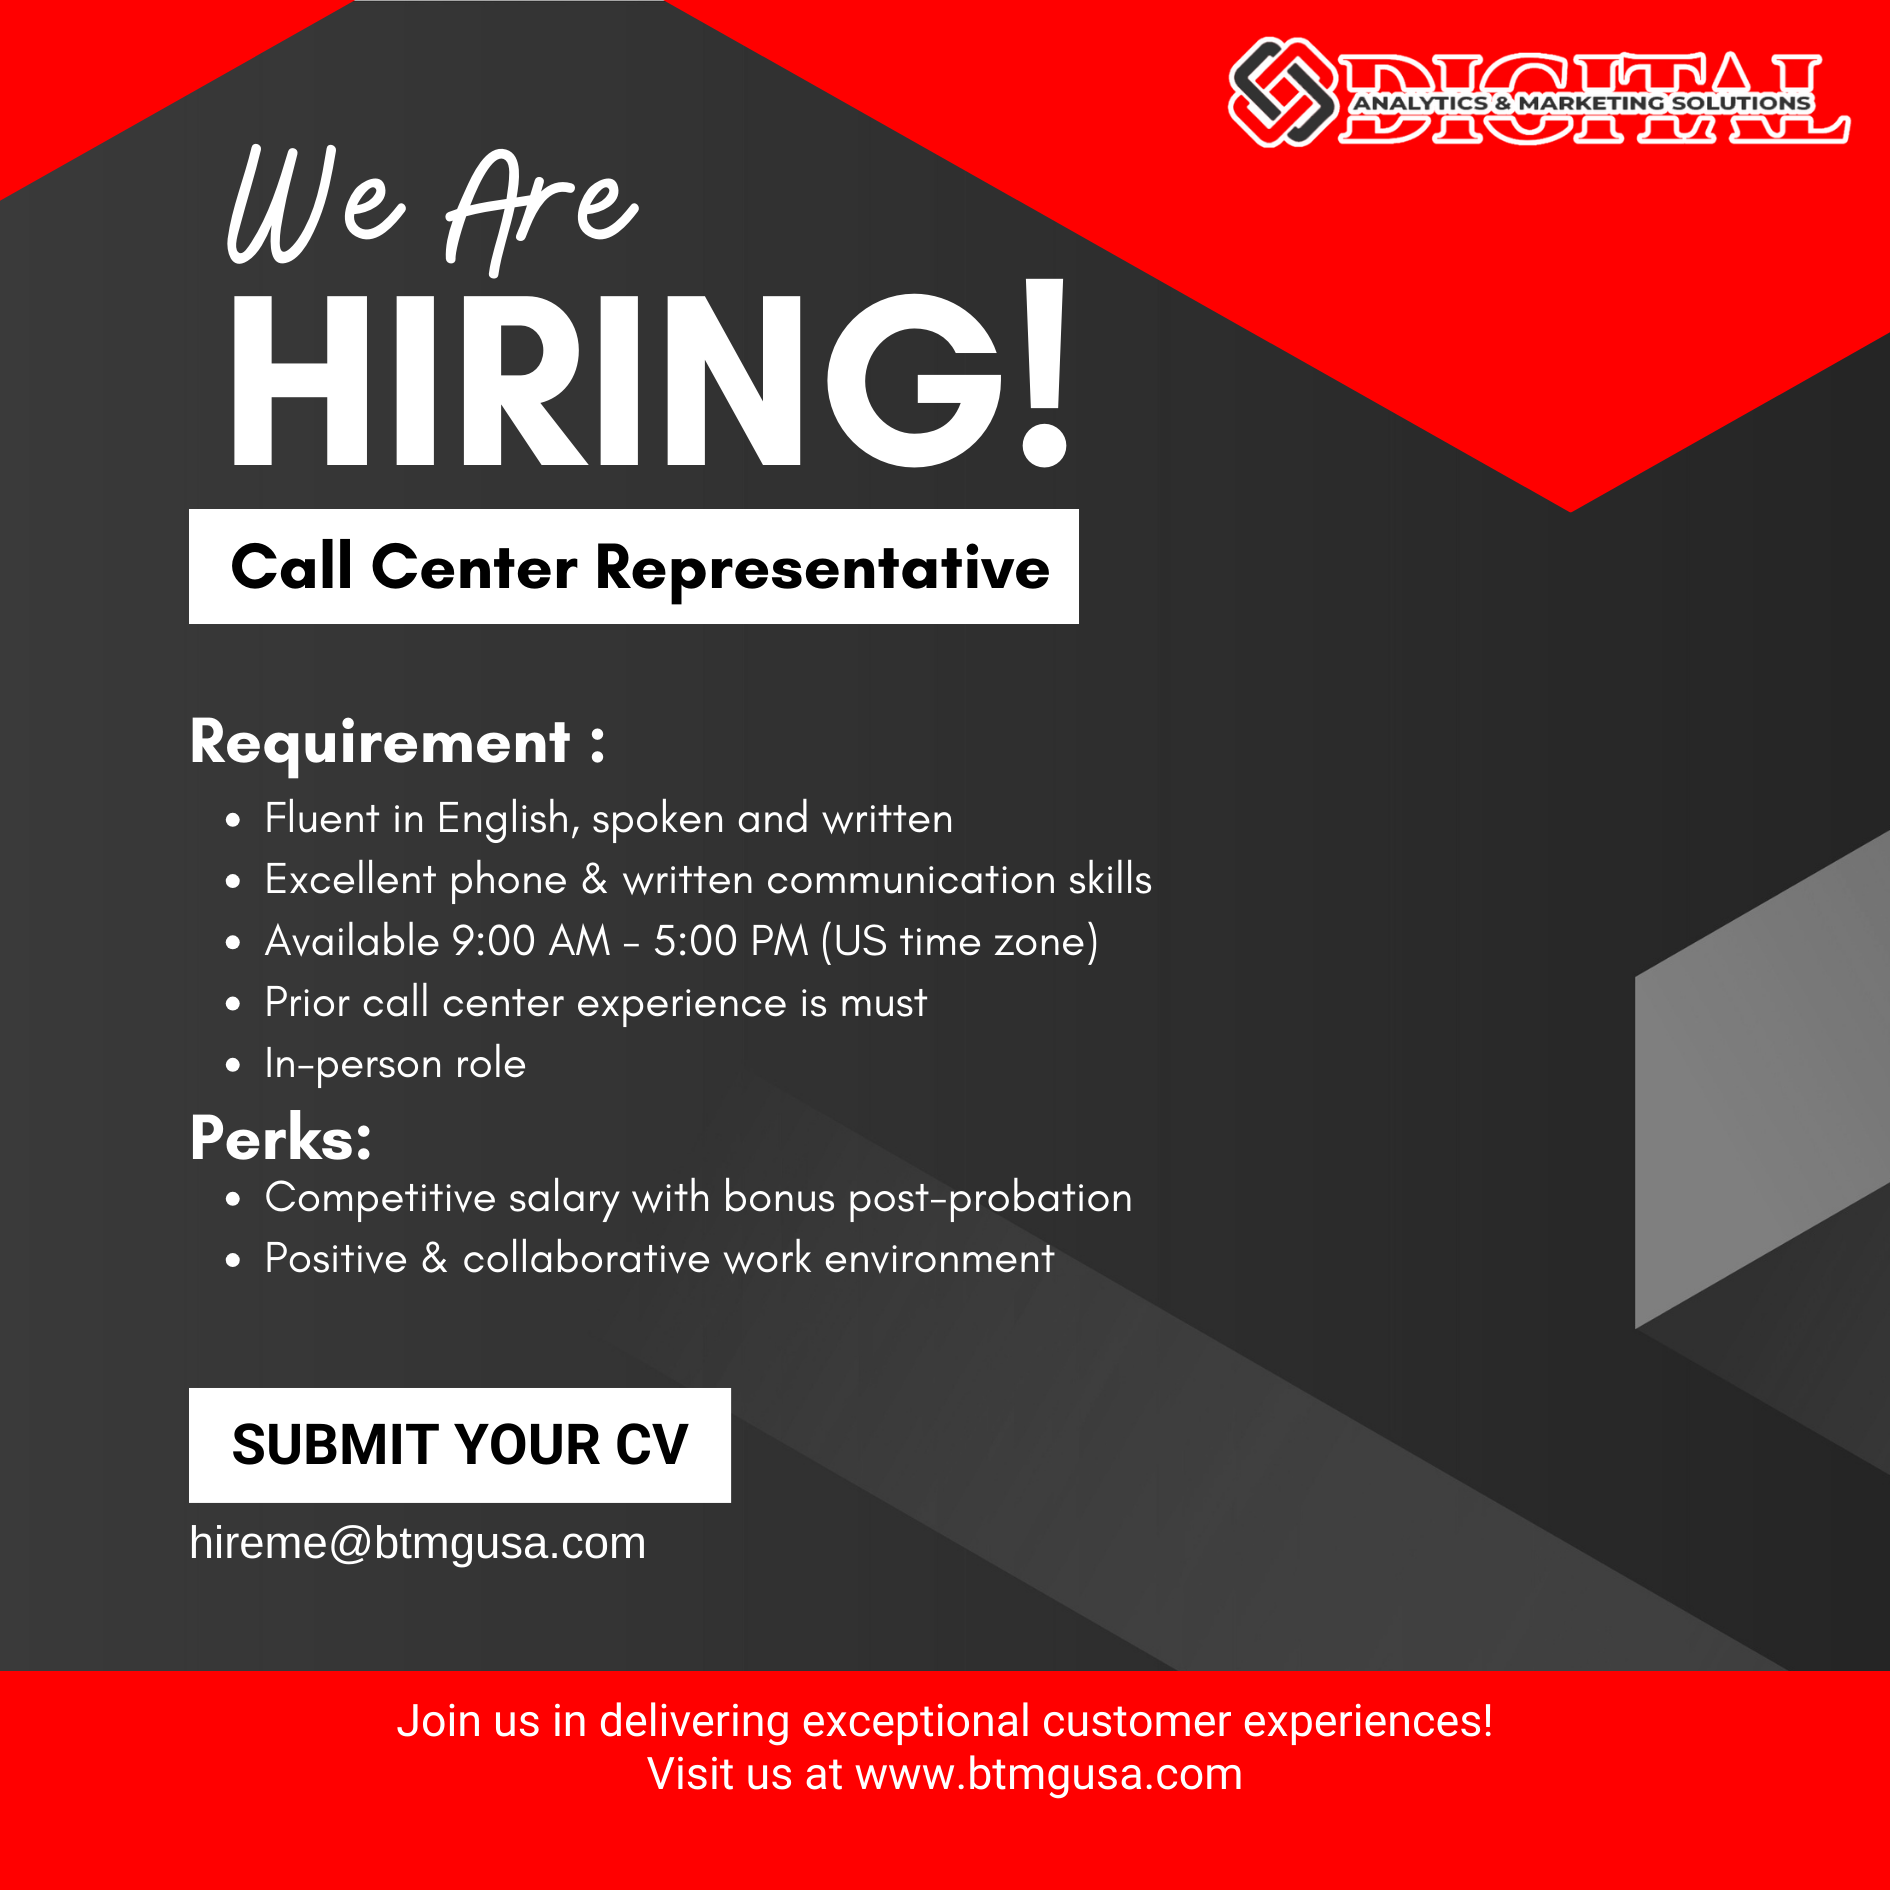 DIGITAL
ANALYTICS & MARKETING SOLUTIONS
We Are
HIRING!
Call Center Representative
Requirement :
• Fluent in English, spoken and written
• Excellent phone & written communication skills
• Available 9:00 AM - 5:00 PM (US time zone)
• Prior call center experience is must
• In-person role
Perks:
• Competitive salary with bonus post-probation
• Positive & collaborative work environment
SUBMIT YOUR CV
hireme@btmgusa.com
Join us in delivering exceptional customer experiences!
Visit us at www.btmgusa.com